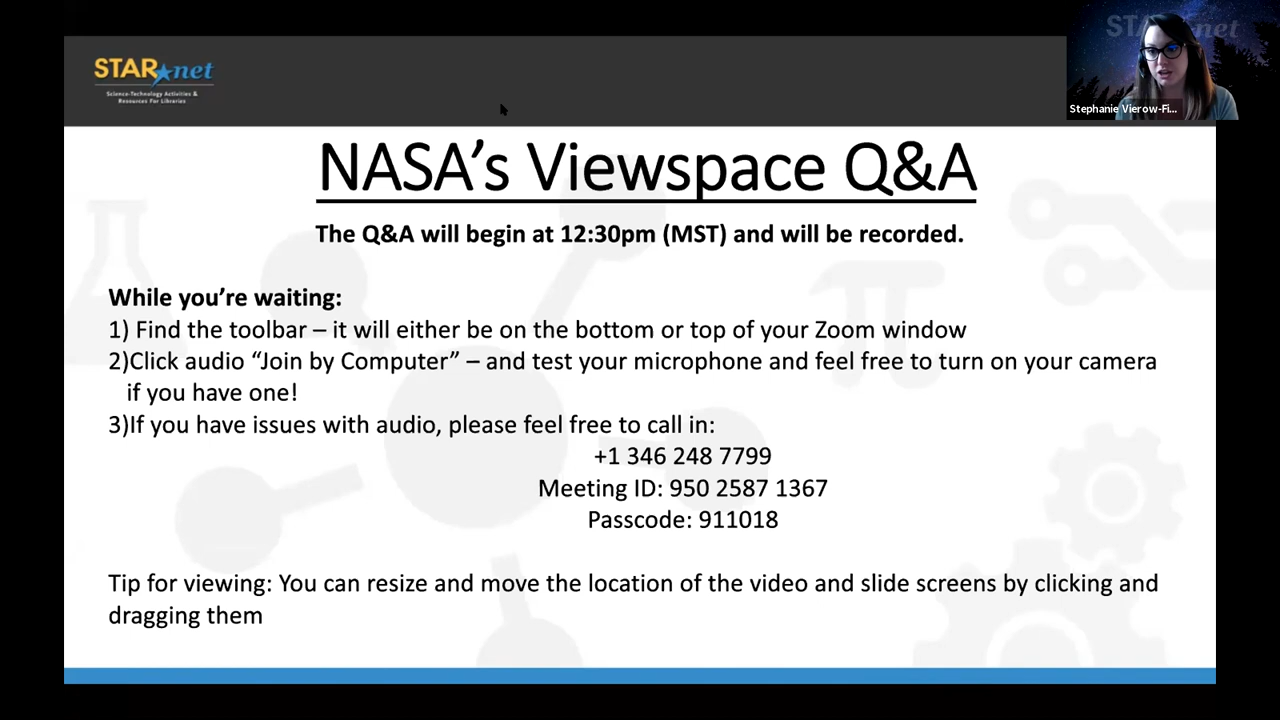 STAR net
Science-Technology Activities &
Resources For Libraries
STAR net
Stephanie Vierow-Fi...
NASA's Viewspace Q&A
The Q&A will begin at 12:30pm (MST) and will be recorded.
While you're waiting:
1) Find the toolbar – it will either be on the bottom or top of your Zoom window
2)Click audio “Join by Computer” – and test your microphone and feel free to turn on your camera
if you have one!
3)If you have issues with audio, please feel free to call in:
+1 346 248 7799
Meeting ID: 950 2587 1367
Passcode: 911018
Tip for viewing: You can resize and move the location of the video and slide screens by clicking and
dragging them